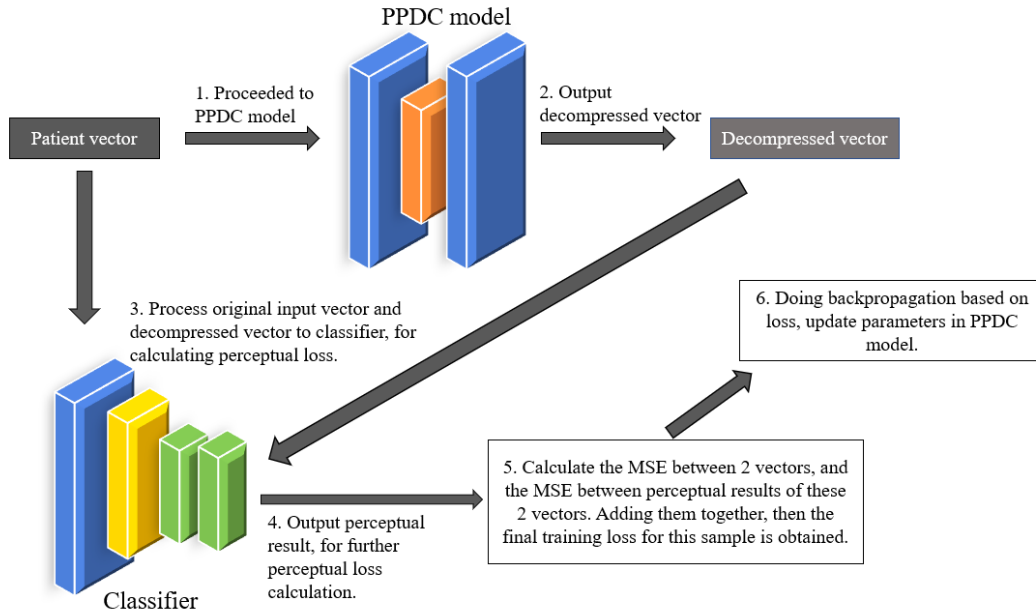 PPDC model
1. Proceeded to
PPDC model
2. Output
decompressed vector
Patient vector
Decompressed vector
3. Process original input vector and
decompressed vector to classifier, for
calculating perceptual loss.
6. Doing backpropagation based on
loss, update parameters in PPDC
model.
4. Output perceptual
result, for further
perceptual loss
calculation.
5. Calculate the MSE between 2 vectors, and
the MSE between perceptual results of these
2 vectors. Adding them together, then the
final training loss for this sample is obtained.
Classifier